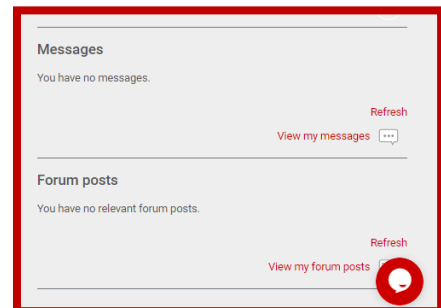 Messages
You have no messages.
Refresh
View my messages
Forum posts
You have no relevant forum posts.
Refresh
View my forum posts